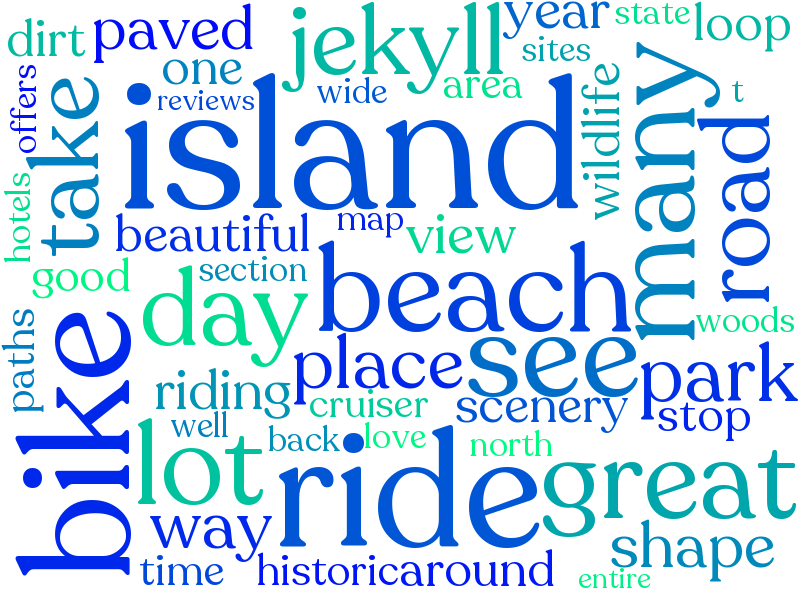 dirt
paved
jekyll
year
state
loop
one
sites
offers
take
reviews
wide
area
wildlife
many
t
island
road
hotels
beautiful
map
view
good
section
day
beach
woods
paths
bike
place
see
park
riding
cruiser
scenery
stop
well
back
love
north
lot
ride
great
way
shape
time
historic
around
entire